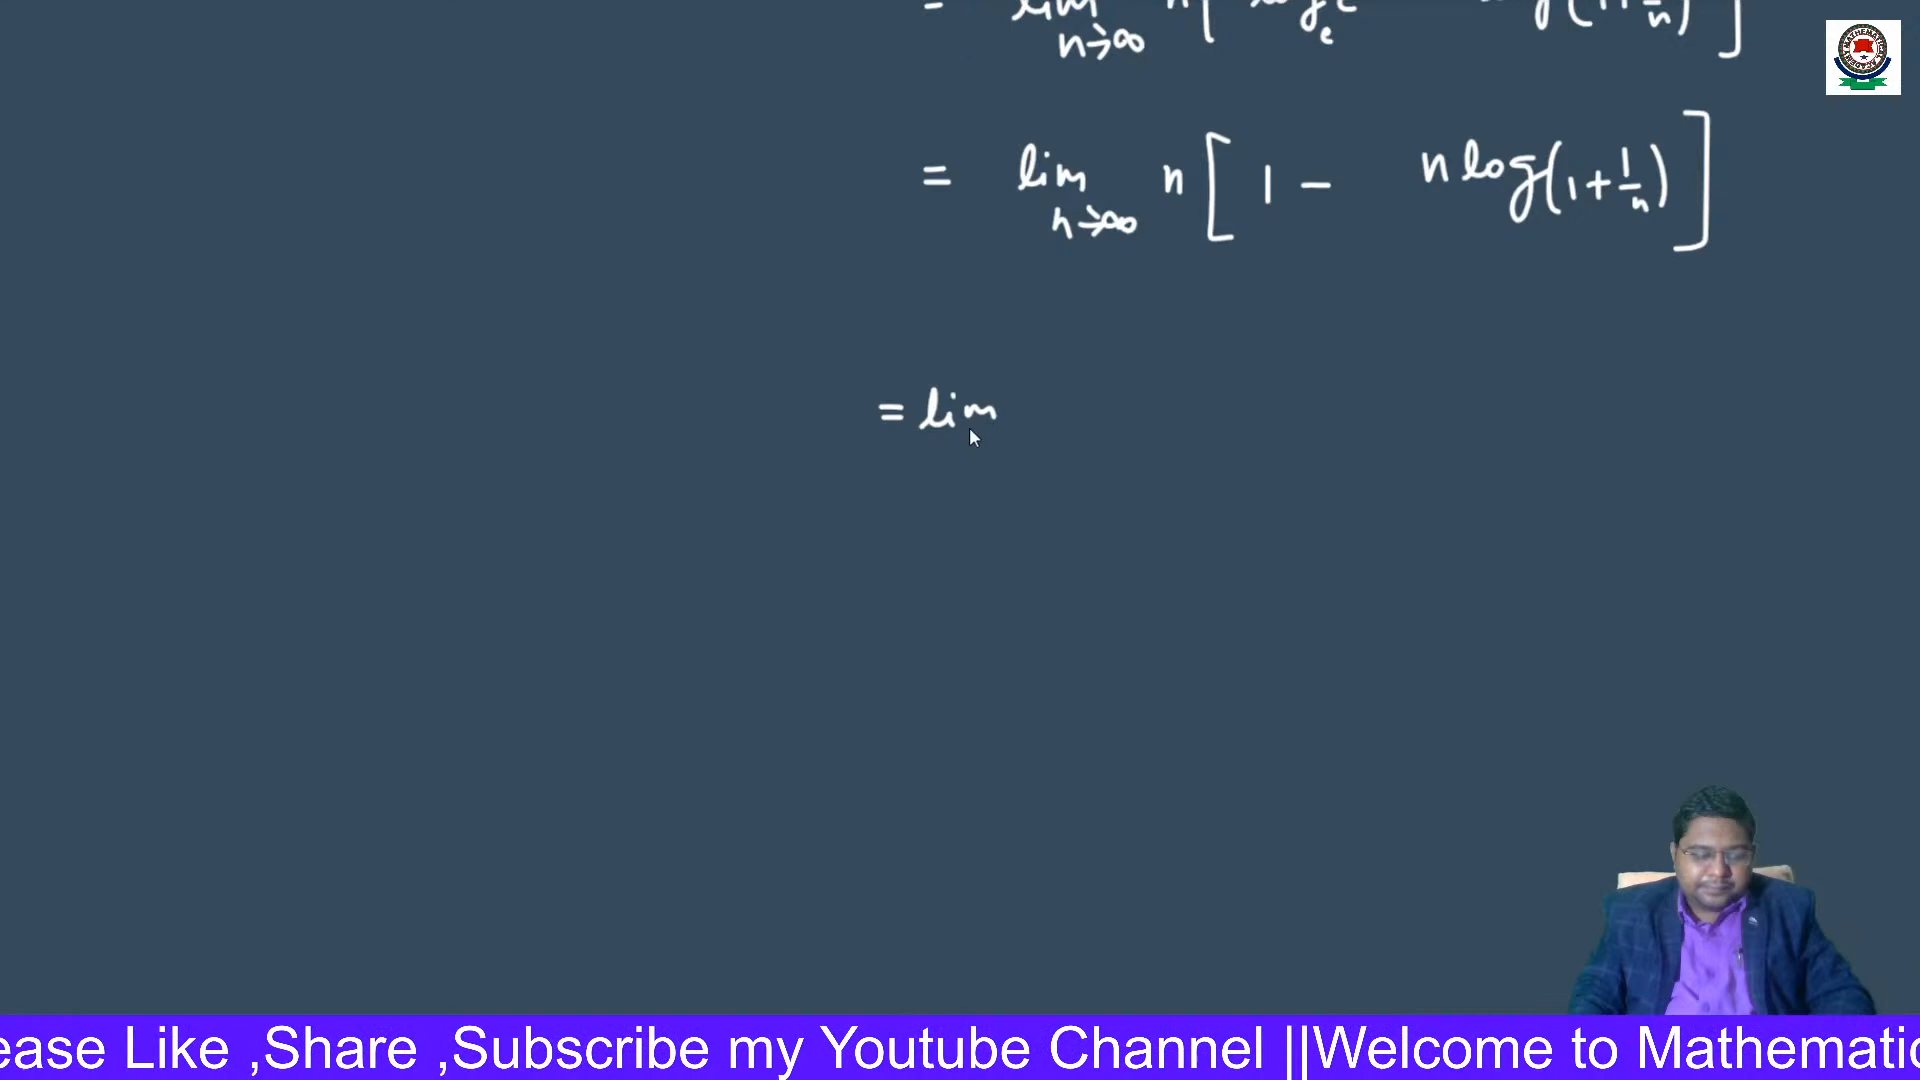 n→∞
= lim n [ 1 - n log(1+1/n) ]
n→∞
= lim
ease Like ,Share ,Subscribe my Youtube Channel ||Welcome to Mathematic